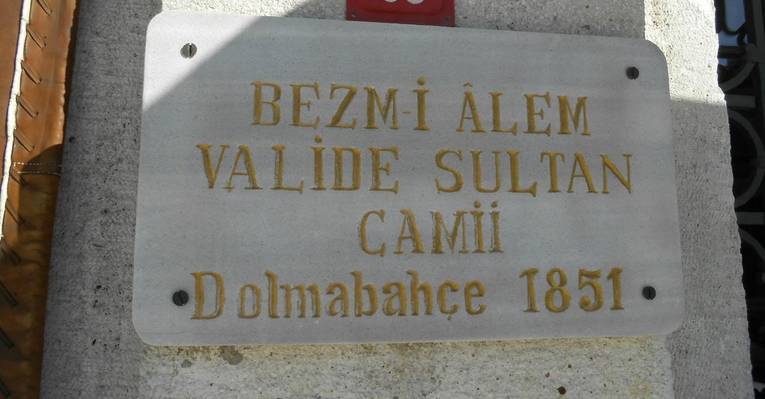 BEZM-İ ÂLEM
VALİDE SULTAN
CAMİİ
Dolmabahçe 1851